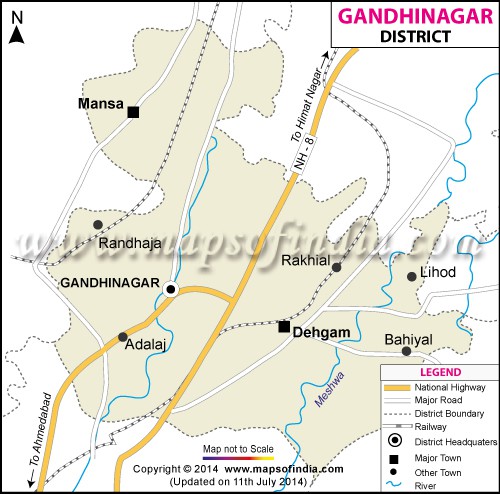 GANDHINAGAR
DISTRICT
N
To Himat Nagar
Mansa
NH - 8
Randhaja
www.mapsofindia.com
Rakhial
Lihod
GANDHINAGAR
Dehgam
Adalaj
Bahiyal
Meshwa
To Ahmedabad
LEGEND
National Highway
Major Road
District Boundary
Railway
District Headquaters
Major Town
Other Town
River
Map not to Scale
Copyright © 2014 www.mapsofindia.com
(Updated on 11th July 2014)